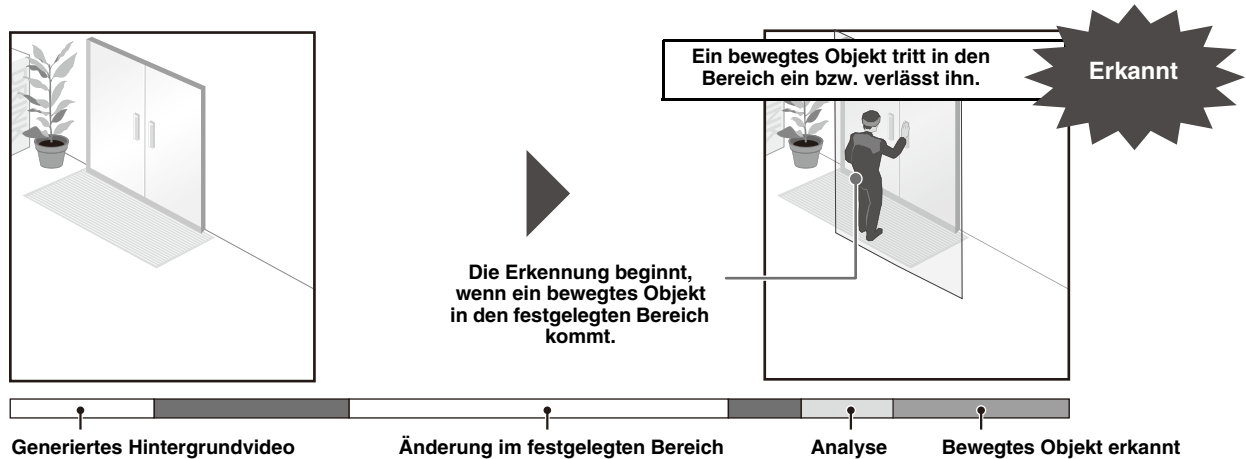 Ein bewegtes Objekt tritt in den
Bereich ein bzw. verlässt ihn.
Erkannt
Die Erkennung beginnt,
wenn ein bewegtes Objekt
in den festgelegten Bereich
kommt.
Generiertes Hintergrundvideo
Änderung im festgelegten Bereich
Analyse
Bewegtes Objekt erkannt